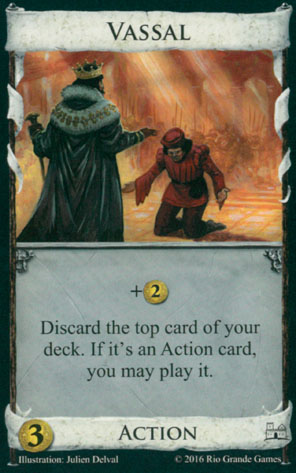 VASSAL
+2
Discard the top card of your
deck. If it's an Action card,
you may play it.
3 ACTION
Illustration: Julien Delval © 2016 Rio Grande Games